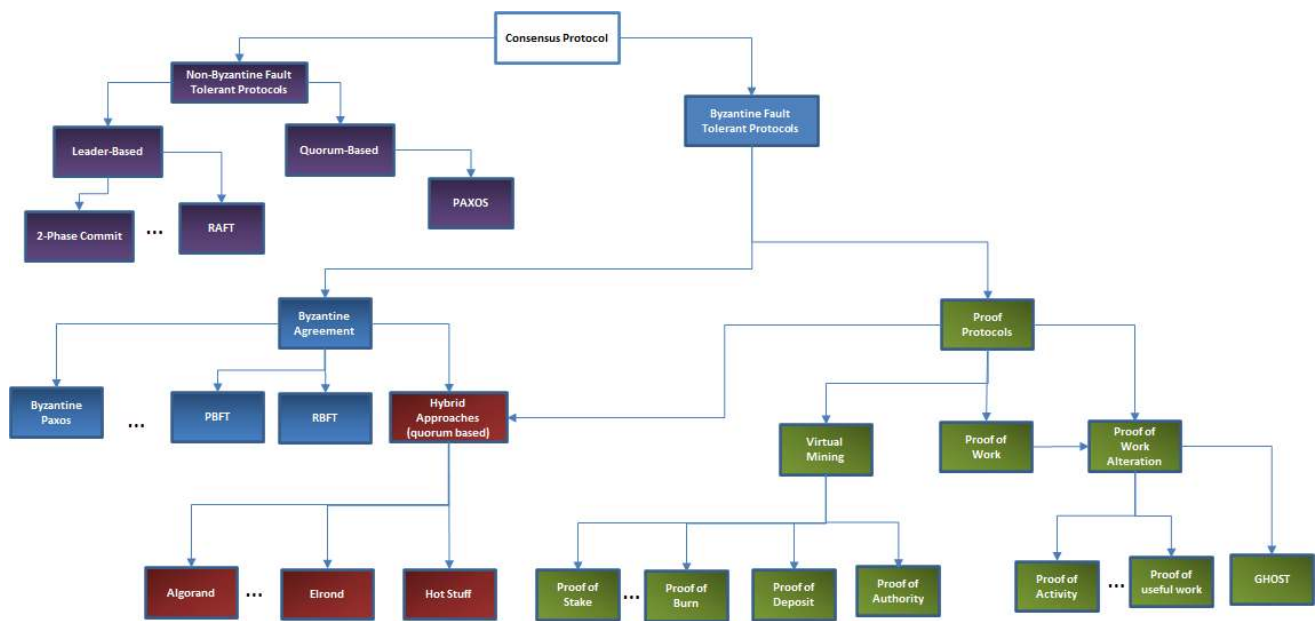 Consensus Protocol
Non-Byzantine Fault
Tolerant Protocols
Byzantine Fault
Tolerant Protocols
Leader-Based
Quorum-Based
PAXOS
2-Phase Commit
...
RAFT
Byzantine
Agreement
Proof
Protocols
Byzantine
Paxos
...
PBFT
RBFT
Hybrid
Approaches
(quorum based)
Virtual
Mining
Proof of
Work
Proof of
Work
Alteration
Algorand
...
Elrond
Hot Stuff
Proof of
Stake
...
Proof of
Burn
Proof of
Deposit
Proof of
Authority
Proof of
Activity
...
Proof of
useful work
GHOST